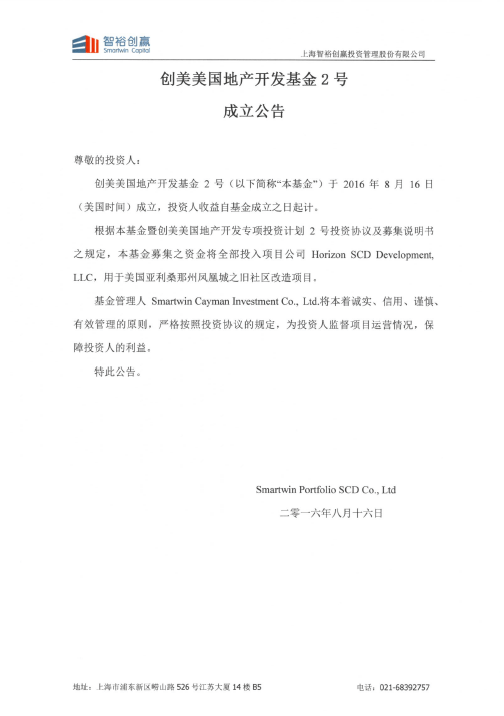 智裕创赢
Smartwin Capital
上海智裕创赢投资管理股份有限公司
创美美国地产开发基金 2 号
成立公告
尊敬的投资人：
创美美国地产开发基金 2 号（以下简称“本基金”）于 2016 年 8 月 16 日
（美国时间）成立，投资人收益自基金成立之日起计。
根据本基金暨创美美国地产开发专项投资计划 2 号投资协议及募集说明书
之规定，本基金募集之资金将全部投入项目公司 Horizon SCD Development,
LLC，用于美国亚利桑那州凤凰城之旧社区改造项目。
基金管理人 Smartwin Cayman Investment Co., Ltd.将本着诚实、信用、谨慎、
有效管理的原则，严格按照投资协议的规定，为投资人监督项目运营情况，保
障投资人的利益。
特此公告。
Smartwin Portfolio SCD Co., Ltd
二零一六年八月十六日
地址：上海市浦东新区崂山路 526 号江苏大厦 14 楼 B5
电话：021-68392757